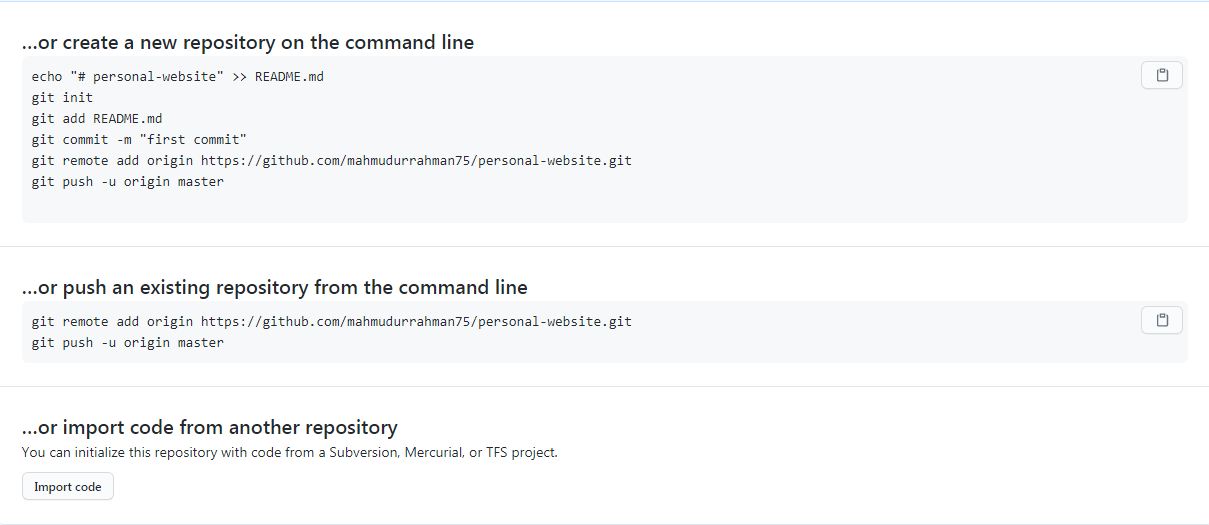 ...or create a new repository on the command line
echo "# personal-website" >> README.md
git init
git add README.md
git commit -m "first commit"
git remote add origin https://github.com/mahmudurrahman75/personal-website.git
git push -u origin master
...or push an existing repository from the command line
git remote add origin https://github.com/mahmudurrahman75/personal-website.git
git push -u origin master
...or import code from another repository
You can initialize this repository with code from a Subversion, Mercurial, or TFS project.
Import code